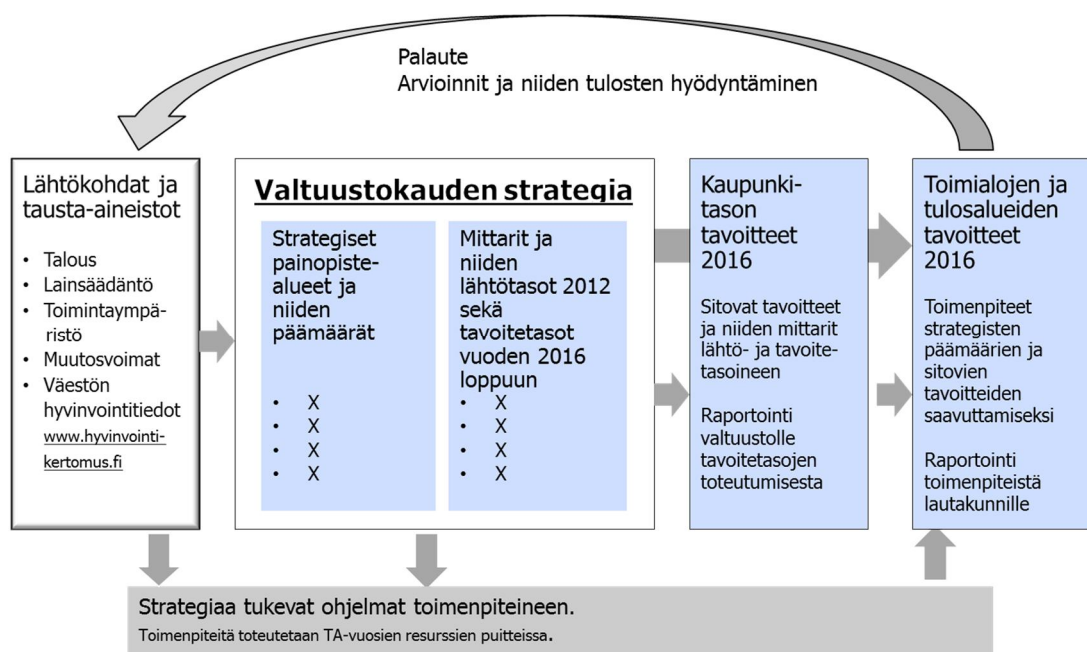 Palaute
Arvioinnit ja niiden tulosten hyödyntäminen
Lähtökohdat ja
tausta-aineistot
• Talous
• Lainsäädäntö
• Toimintaympä-
ristö
• Muutosvoimat
• Väestön
hyvinvointitiedot
www.hyvinvointi-
kertomus.fi
Valtuustokauden strategia
Strategiset
painopiste-
alueet ja
niiden
päämäärät
• X
• X
• X
• X
Mittarit ja
niiden
lähtötasot 2012
sekä
tavoitetasot
vuoden 2016
loppuun
• X
• X
• X
• X
Kaupunki-
tason
tavoitteet
2016
Sitovat tavoitteet
ja niiden mittarit
lähtö- ja tavoite-
tasoineen
Raportointi
valtuustolle
tavoitetasojen
toteutumisesta
Toimialojen ja
tulosalueiden
tavoitteet
2016
Toimenpiteet
strategisten
päämäärien ja
sitovien
tavoitteiden
saavuttamiseksi
Raportointi
toimenpiteistä
lautakunnille
Strategiaa tukevat ohjelmat toimenpiteineen.
Toimenpiteitä toteutetaan TA-vuosien resurssien puitteissa.